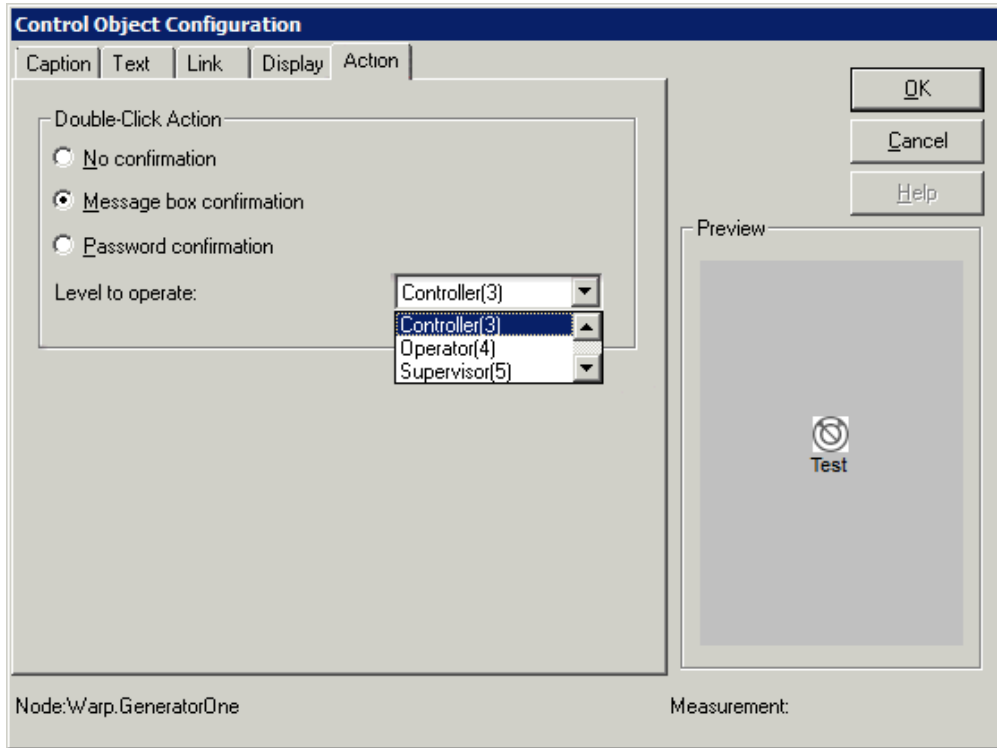 Control Object Configuration
Caption Text Link Display Action
OK
Cancel
Help
Double-Click Action
No confirmation
Message box confirmation
Password confirmation
Level to operate: Controller(3)
Controller(3)
Operator(4)
Supervisor(5)
Preview
Test
Node:Warp.GeneratorOne Measurement: